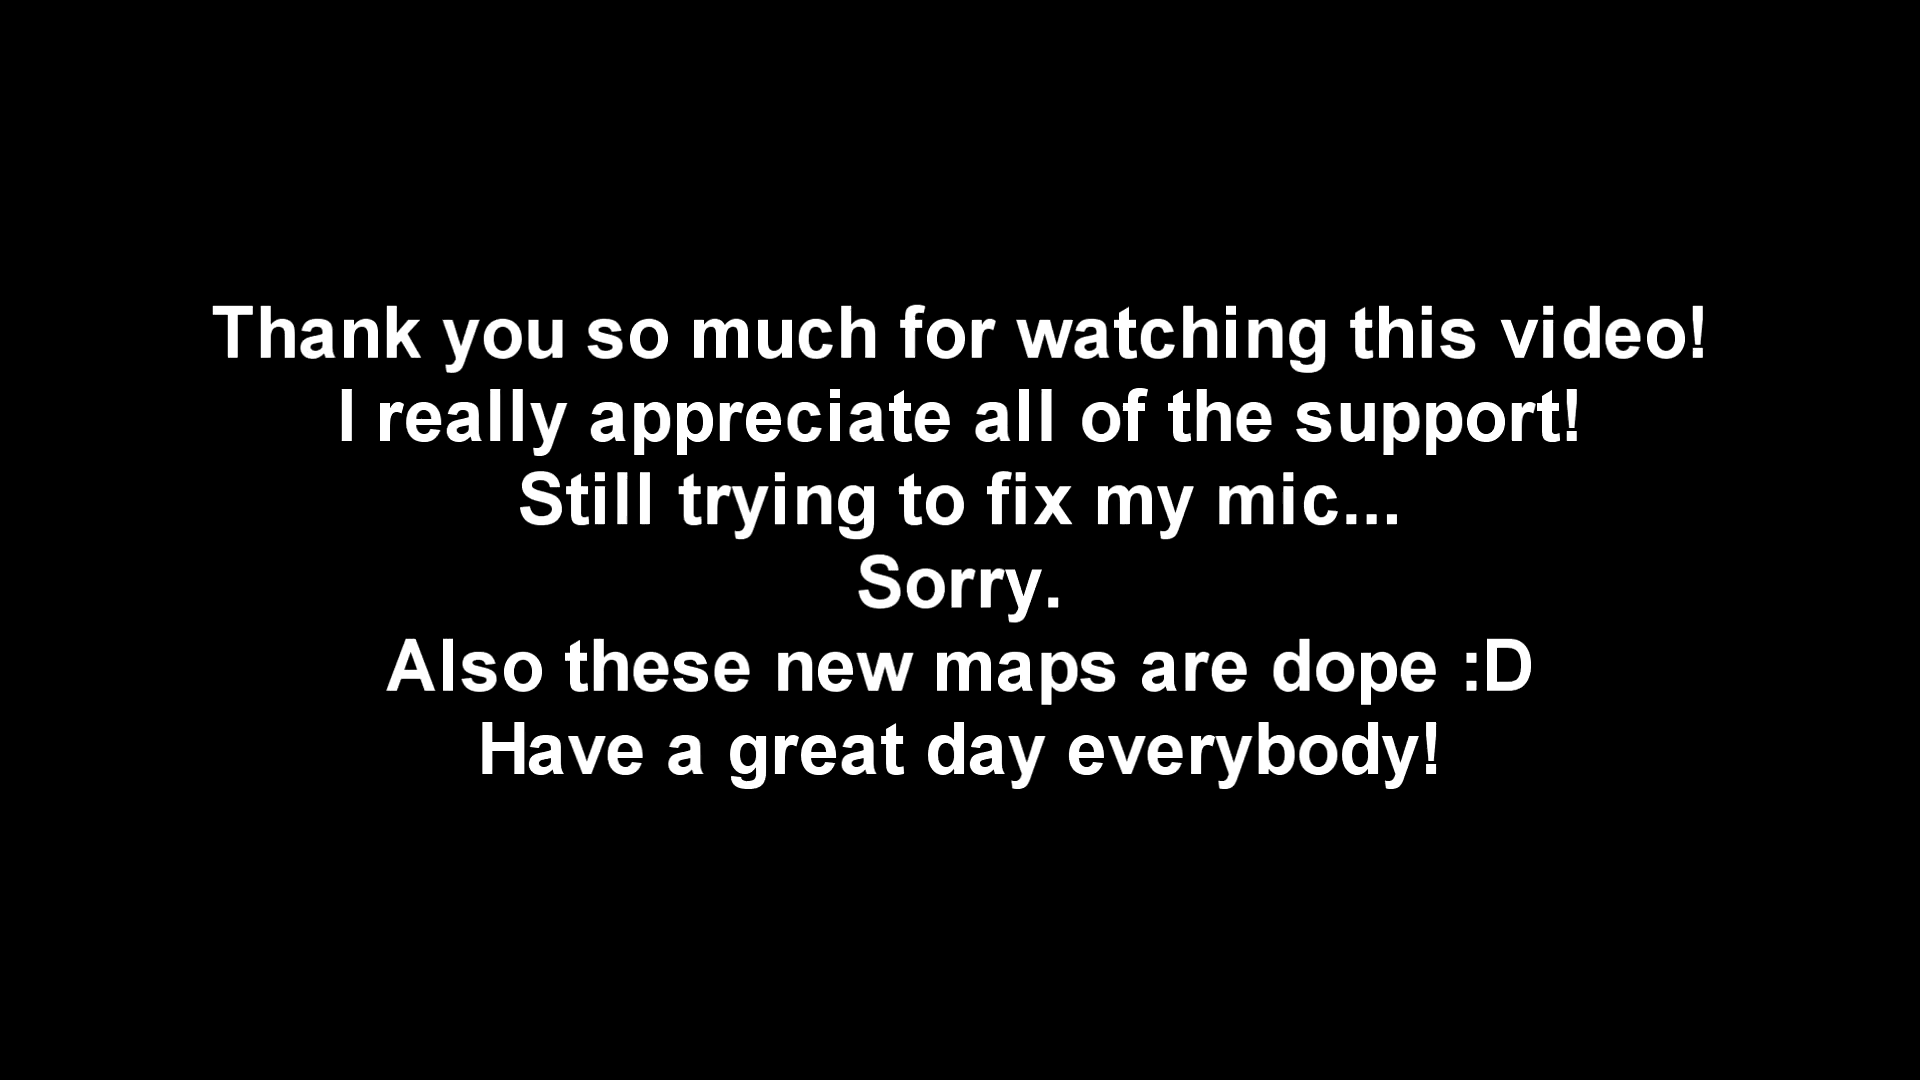 Thank you so much for watching this video!
I really appreciate all of the support!
Still trying to fix my mic...
Sorry.
Also these new maps are dope :D
Have a great day everybody!